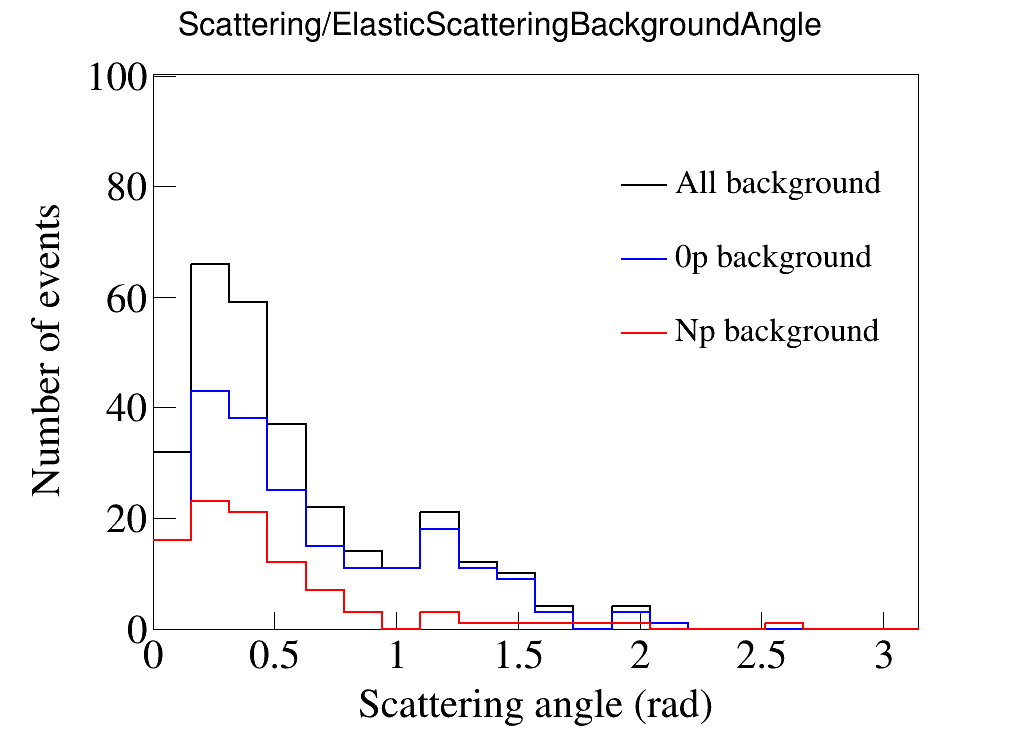 Scattering/ElasticScatteringBackgroundAngle
100
80
60
40
20
0
Number of events
All background
0p background
Np background
0 0.5 1 1.5 2 2.5 3
Scattering angle (rad)